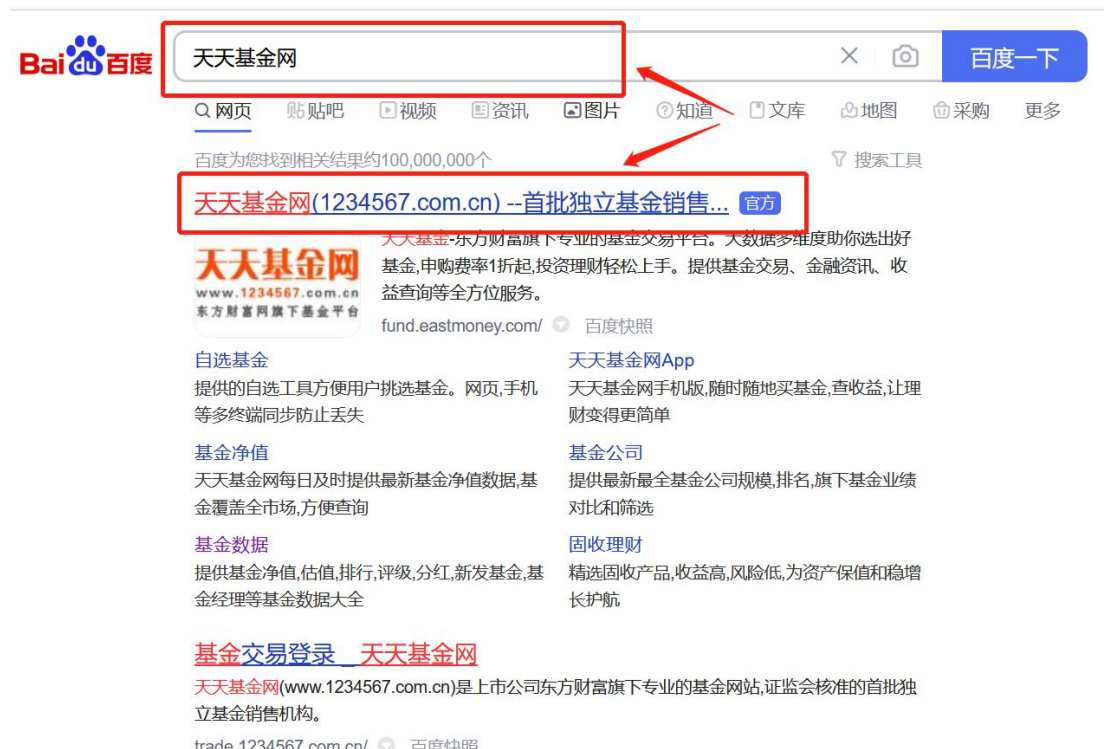 Bai du 百度
天天基金网
百度一下
网页 贴吧 视频 资讯 图片 知道 文库 地图 采购 更多
百度为您找到相关结果约100,000,000个
搜索工具
天天基金网(1234567.com.cn) --首批独立基金销售... 官方
天天基金网
www.1234567.com.cn
东方财富网旗下基金平台
天天基金-东方财富旗下专业的基金交易平台。大数据多维度助你选出好
基金,申购费率1折起,投资理财轻松上手。提供基金交易、金融资讯、收
益查询等全方位服务。
fund.eastmoney.com/ 百度快照
自选基金
提供的自选工具方便用户挑选基金。网页,手机
等多终端同步防止丢失
天天基金网App
天天基金网手机版,随时随地买基金,查收益,让理
财变得更简单
基金净值
天天基金网每日及时提供最新基金净值数据,基
金覆盖全市场,方便查询
基金公司
提供最新最全基金公司规模,排名,旗下基金业绩
对比和筛选
基金数据
提供基金净值,估值,排行,评级,分红,新发基金,基
金经理等基金数据大全
固收理财
精选固收产品,收益高,风险低,为资产保值和稳增
长护航
基金交易登录 _ 天天基金网
天天基金网(www.1234567.com.cn)是上市公司东方财富旗下专业的基金网站,证监会核准的首批独
立基金销售机构。
trade.1234567.com.cn/ 百度快照